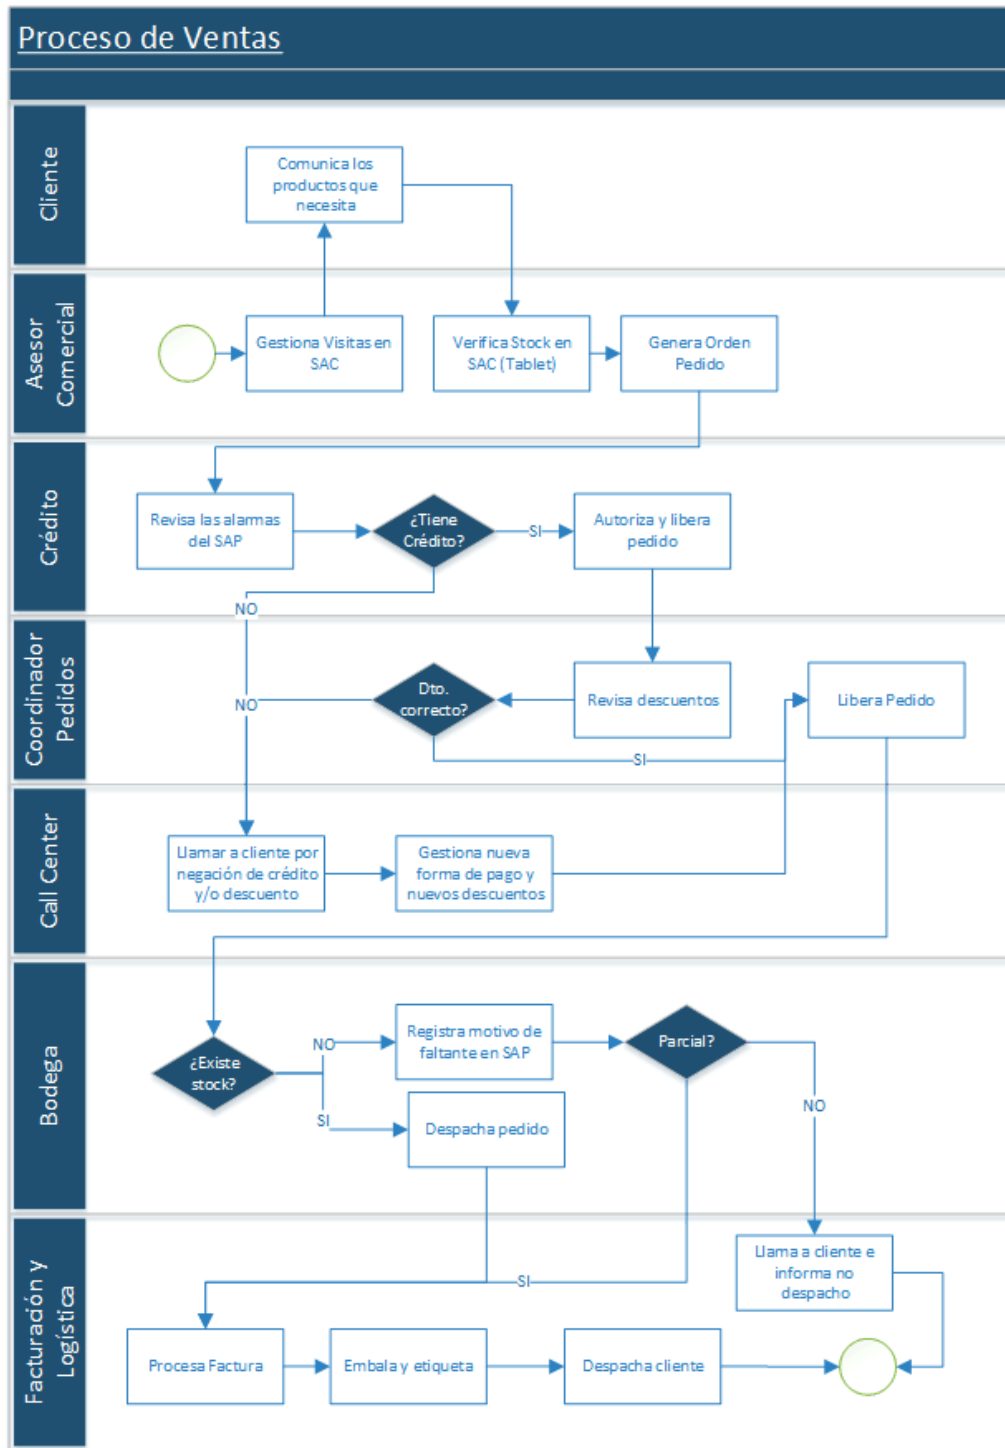 Proceso de Ventas
Cliente
Comunica los
productos que
necesita
Asesor
Comercial
Gestiona Visitas en
SAC
Verifica Stock en
SAC (Tablet)
Genera Orden
Pedido
Crédito
Revisa las alarmas
del SAP
¿Tiene
Crédito?
SI
Autoriza y libera
pedido
NO
Coordinador
Pedidos
NO
Dto.
correcto?
Revisa descuentos
Libera Pedido
SI
Call Center
Llamar a cliente por
negación de crédito
y/o descuento
Gestiona nueva
forma de pago y
nuevos descuentos
Bodega
¿Existe
stock?
NO
Registra motivo de
faltante en SAP
Parcial?
NO
SI
Despacha pedido
Facturación y
Logística
SI
Llama a cliente e
informa no
despacho
Procesa Factura
Embala y etiqueta
Despacha cliente